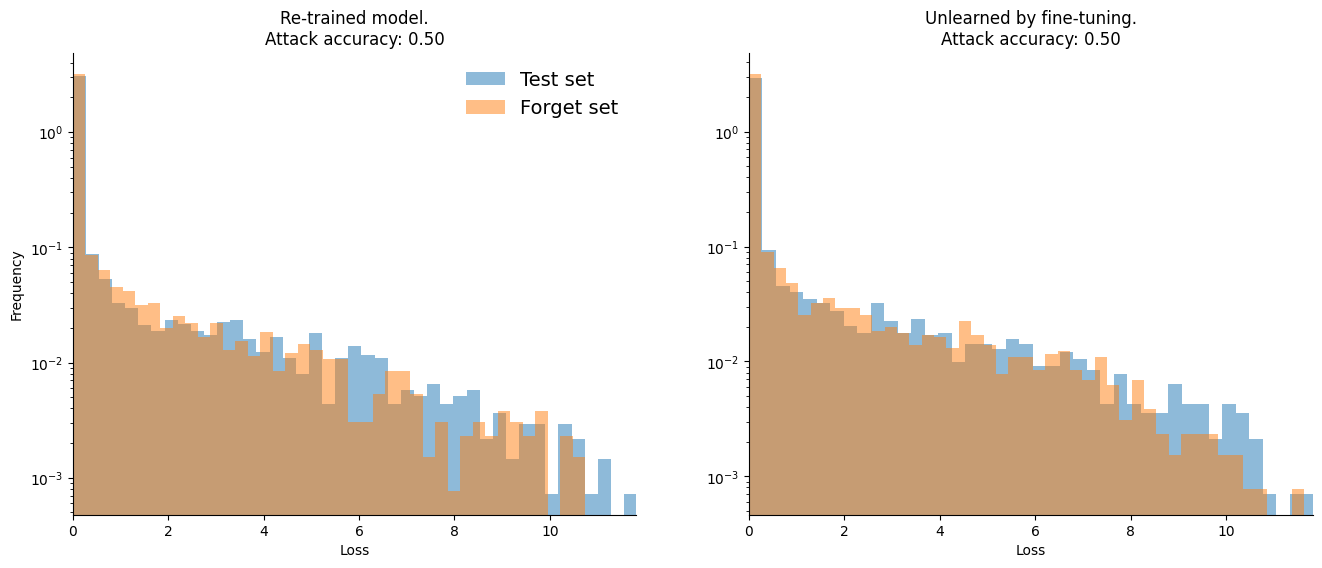 Re-trained model.
Attack accuracy: 0.50
Test set
Forget set
10⁰
10⁻¹
10⁻²
10⁻³
Frequency
0 2 4 6 8 10
Loss
Unlearned by fine-tuning.
Attack accuracy: 0.50
10⁰
10⁻¹
10⁻²
10⁻³
0 2 4 6 8 10
Loss